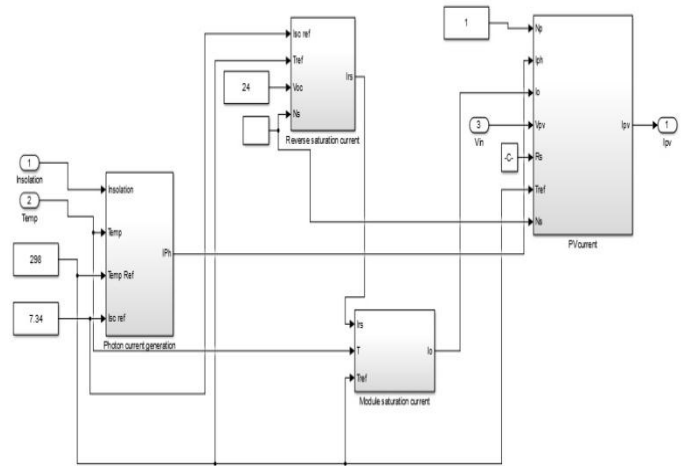 Isc ref
Tref
Voc
Ns
Irs
Reverse saturation current
24
1
Np
Iph
Io
Vpv
Rs
Tref
Ns
Ipv
PV current
3
Vin
-C-
1
Ipv
1
Insolation
2
Temp
298
7.34
Insolation
Temp
Temp Ref
Isc ref
IPh
Photon current generation
Irs
T
Tref
Io
Module saturation current